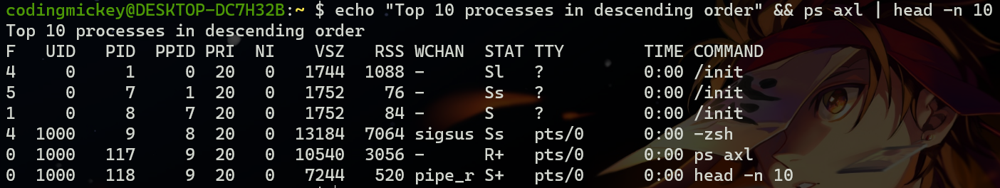 codingmickey@DESKTOP-DC7H32B:~ $ echo "Top 10 processes in descending order" && ps axl | head -n 10
Top 10 processes in descending order
F   UID   PID  PPID PRI  NI    VSZ   RSS WCHAN  STAT TTY        TIME COMMAND
4     0     1     0  20   0   1744  1088 -      Sl   ?          0:00 /init
5     0     7     1  20   0   1752    76 -      Ss   ?          0:00 /init
1     0     8     7  20   0   1752    84 -      S    ?          0:00 /init
4  1000     9     8  20   0  13184  7064 sigsus Ss   pts/0      0:00 -zsh
0  1000   117     9  20   0  10540  3056 -      R+   pts/0      0:00 ps axl
0  1000   118     9  20   0   7244   520 pipe_r S+   pts/0      0:00 head -n 10